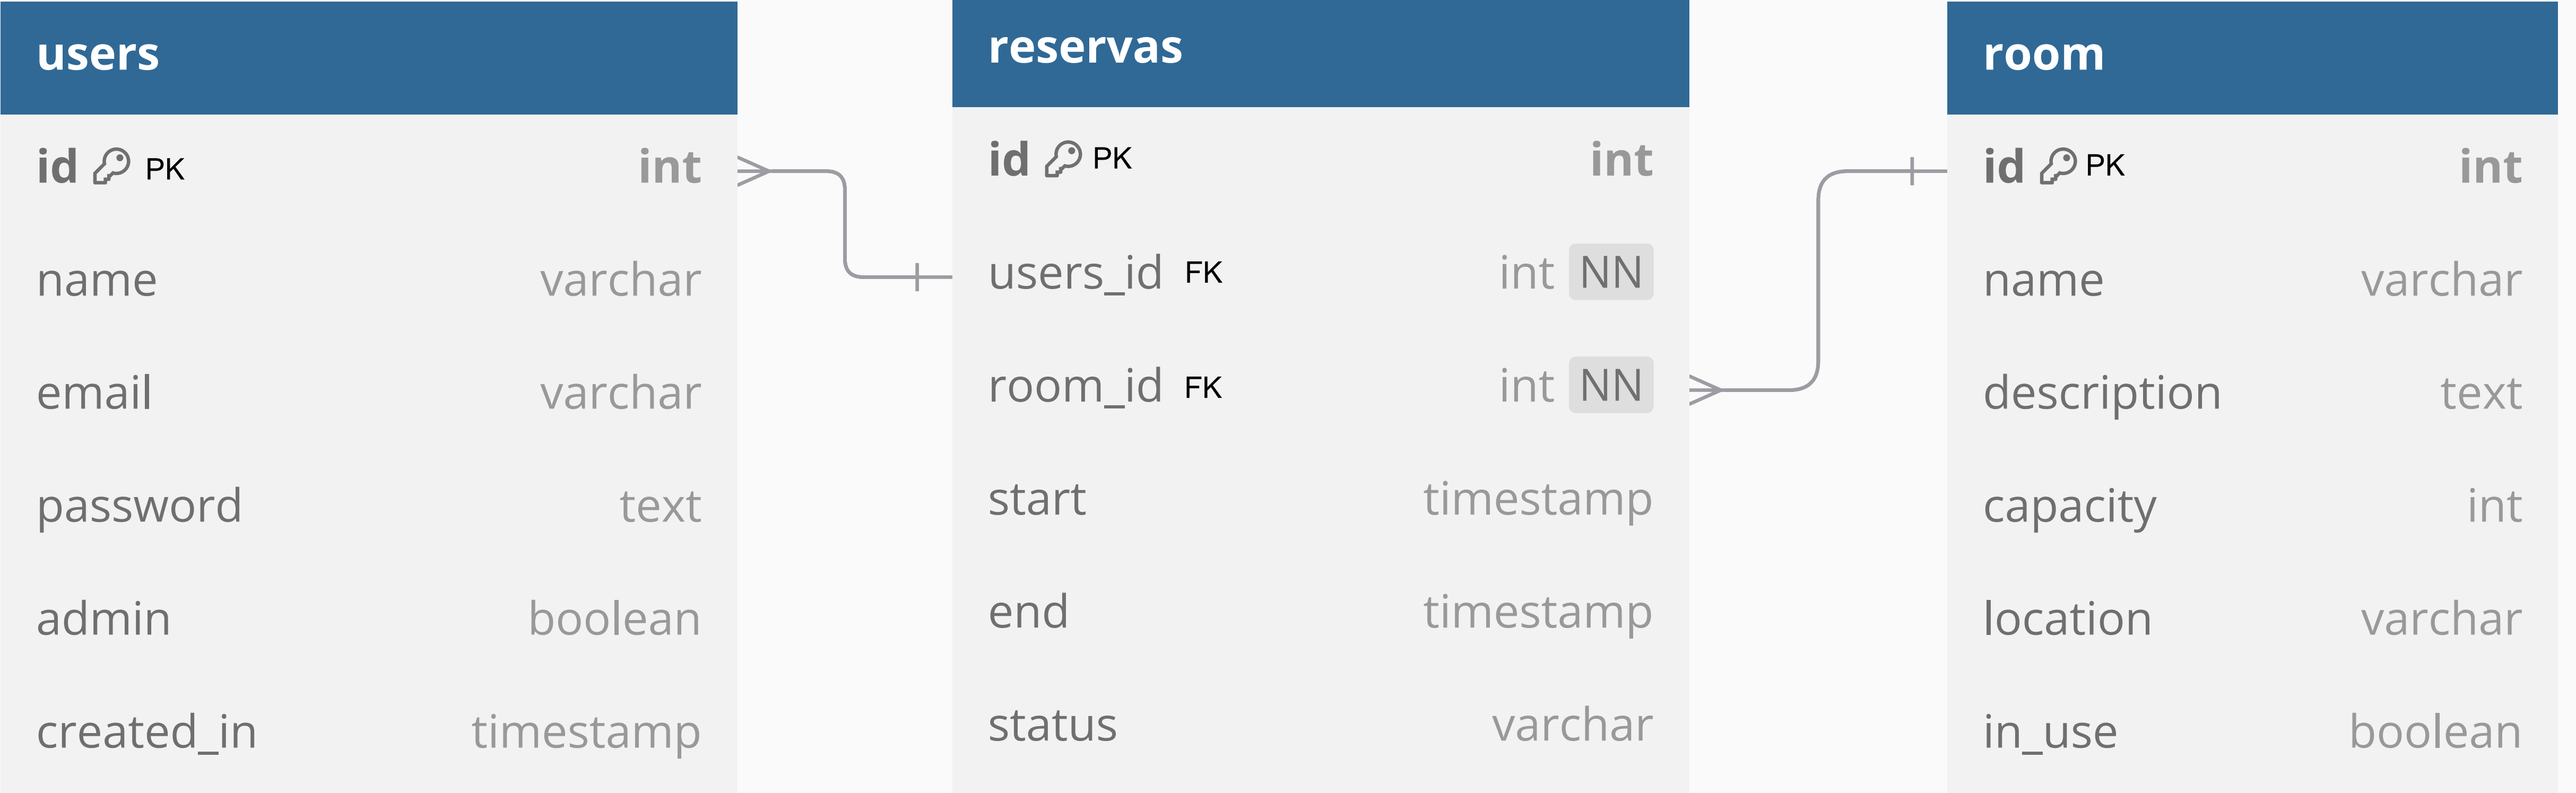 users
id PK int
name varchar
email varchar
password text
admin boolean
created_in timestamp
reservas
id PK int
users_id FK int NN
room_id FK int NN
start timestamp
end timestamp
status varchar
room
id PK int
name varchar
description text
capacity int
location varchar
in_use boolean